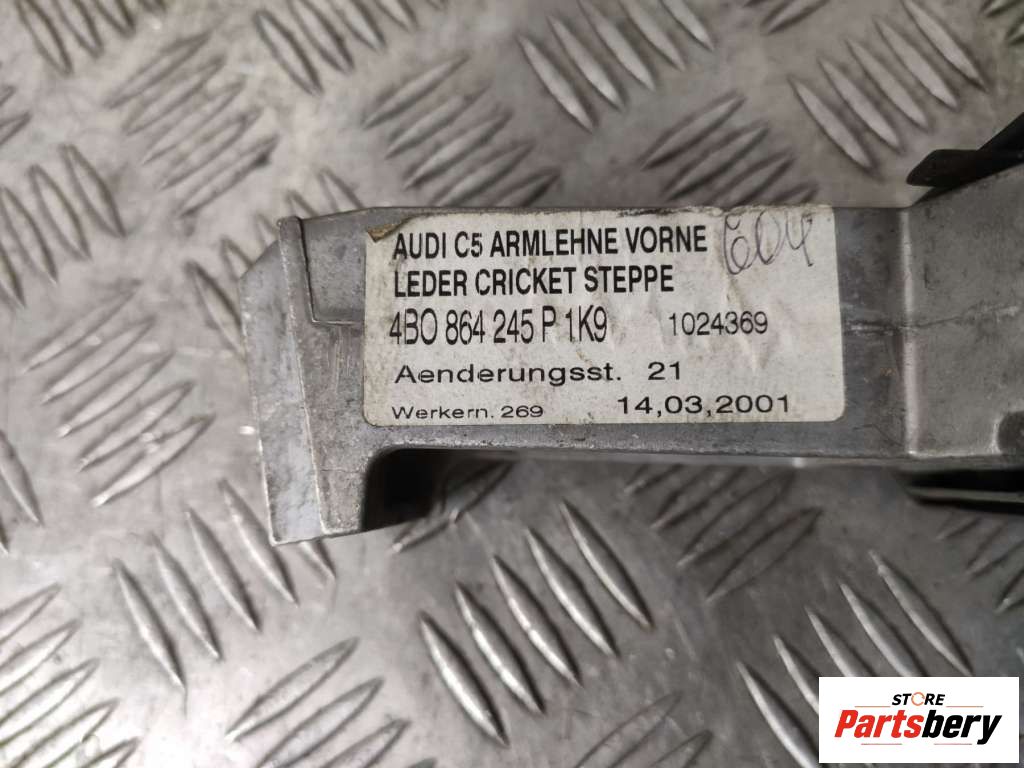 AUDI C5 ARMLEHNE VORNE 604
LEDER CRICKET STEPPE
4BO 864 245 P 1K9 1024369
Aenderungsst. 21
Werkern. 269 14,03,2001
STORE
Partsbery